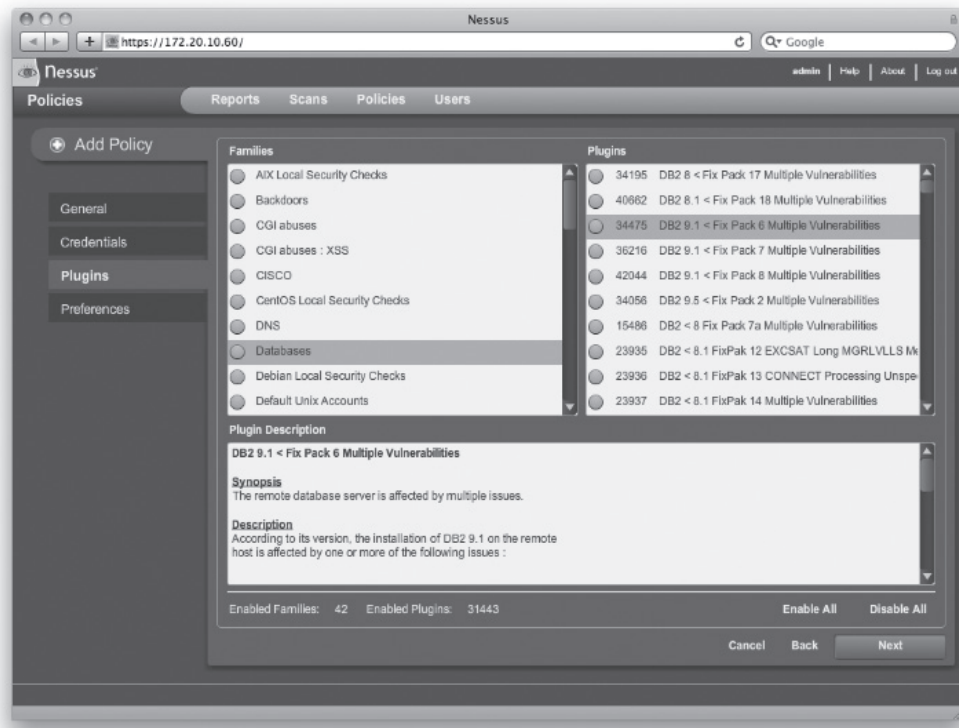 Nessus
https://172.20.10.60/
Google
Nessus
admin | Help | About | Log out
Policies
Reports Scans Policies Users
Add Policy
General
Credentials
Plugins
Preferences
Families
AIX Local Security Checks
Backdoors
CGI abuses
CGI abuses : XSS
CISCO
CentOS Local Security Checks
DNS
Databases
Debian Local Security Checks
Default Unix Accounts
Plugins
34195 DB2 8 < Fix Pack 17 Multiple Vulnerabilities
40662 DB2 8.1 < Fix Pack 18 Multiple Vulnerabilities
34475 DB2 9.1 < Fix Pack 6 Multiple Vulnerabilities
36216 DB2 9.1 < Fix Pack 7 Multiple Vulnerabilities
42044 DB2 9.1 < Fix Pack 8 Multiple Vulnerabilities
34056 DB2 9.5 < Fix Pack 2 Multiple Vulnerabilities
15486 DB2 < 8 Fix Pack 7a Multiple Vulnerabilities
23935 DB2 < 8.1 FixPak 12 EXCSAT Long MGRLVLLS
23936 DB2 < 8.1 FixPak 13 CONNECT Processing Unspe
23937 DB2 < 8.1 FixPak 14 Multiple Vulnerabilities
Plugin Description
DB2 9.1 < Fix Pack 6 Multiple Vulnerabilities
Synopsis
The remote database server is affected by multiple issues.
Description
According to its version, the installation of DB2 9.1 on the remote
host is affected by one or more of the following issues :
Enabled Families: 42 Enabled Plugins: 31443
Enable All Disable All
Cancel Back Next